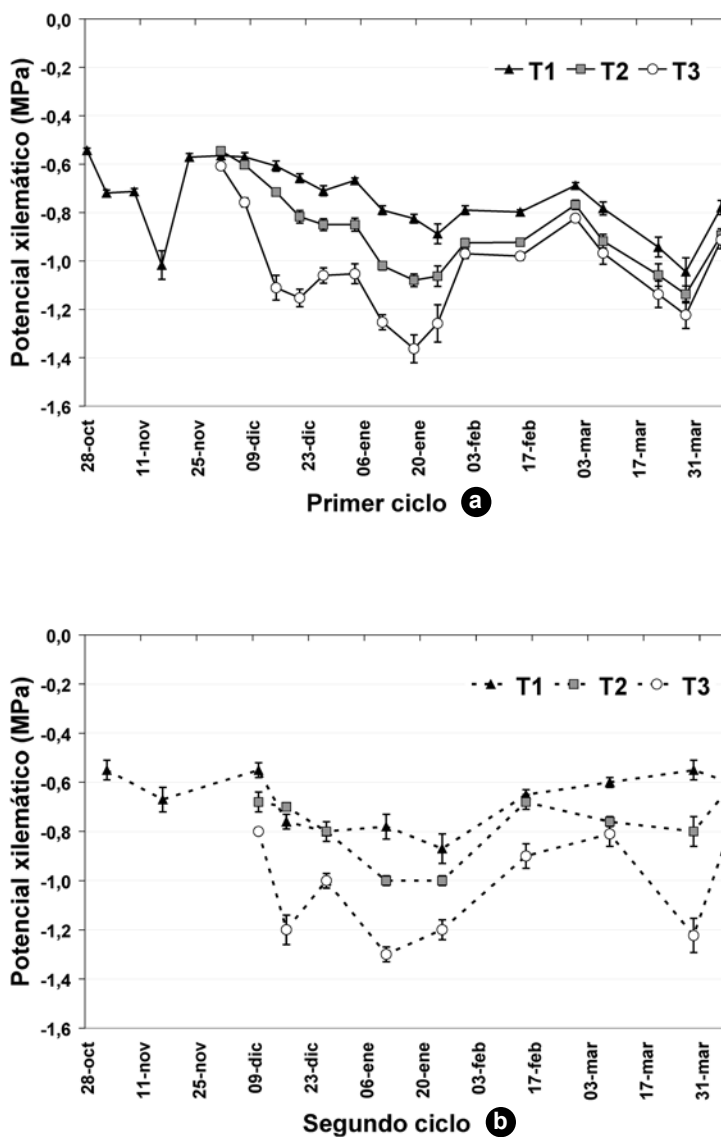 0,0
-0,2
-0,4
-0,6
-0,8
-1,0
-1,2
-1,4
-1,6
Potencial xilemático (MPa)
T1 T2 T3
28-oct 11-nov 25-nov 09-dic 23-dic 06-ene 20-ene 03-feb 17-feb 03-mar 17-mar 31-mar
Primer ciclo a
0,0
-0,2
-0,4
-0,6
-0,8
-1,0
-1,2
-1,4
-1,6
Potencial xilemático (MPa)
T1 T2 T3
28-oct 11-nov 25-nov 09-dic 23-dic 06-ene 20-ene 03-feb 17-feb 03-mar 17-mar 31-mar
Segundo ciclo b